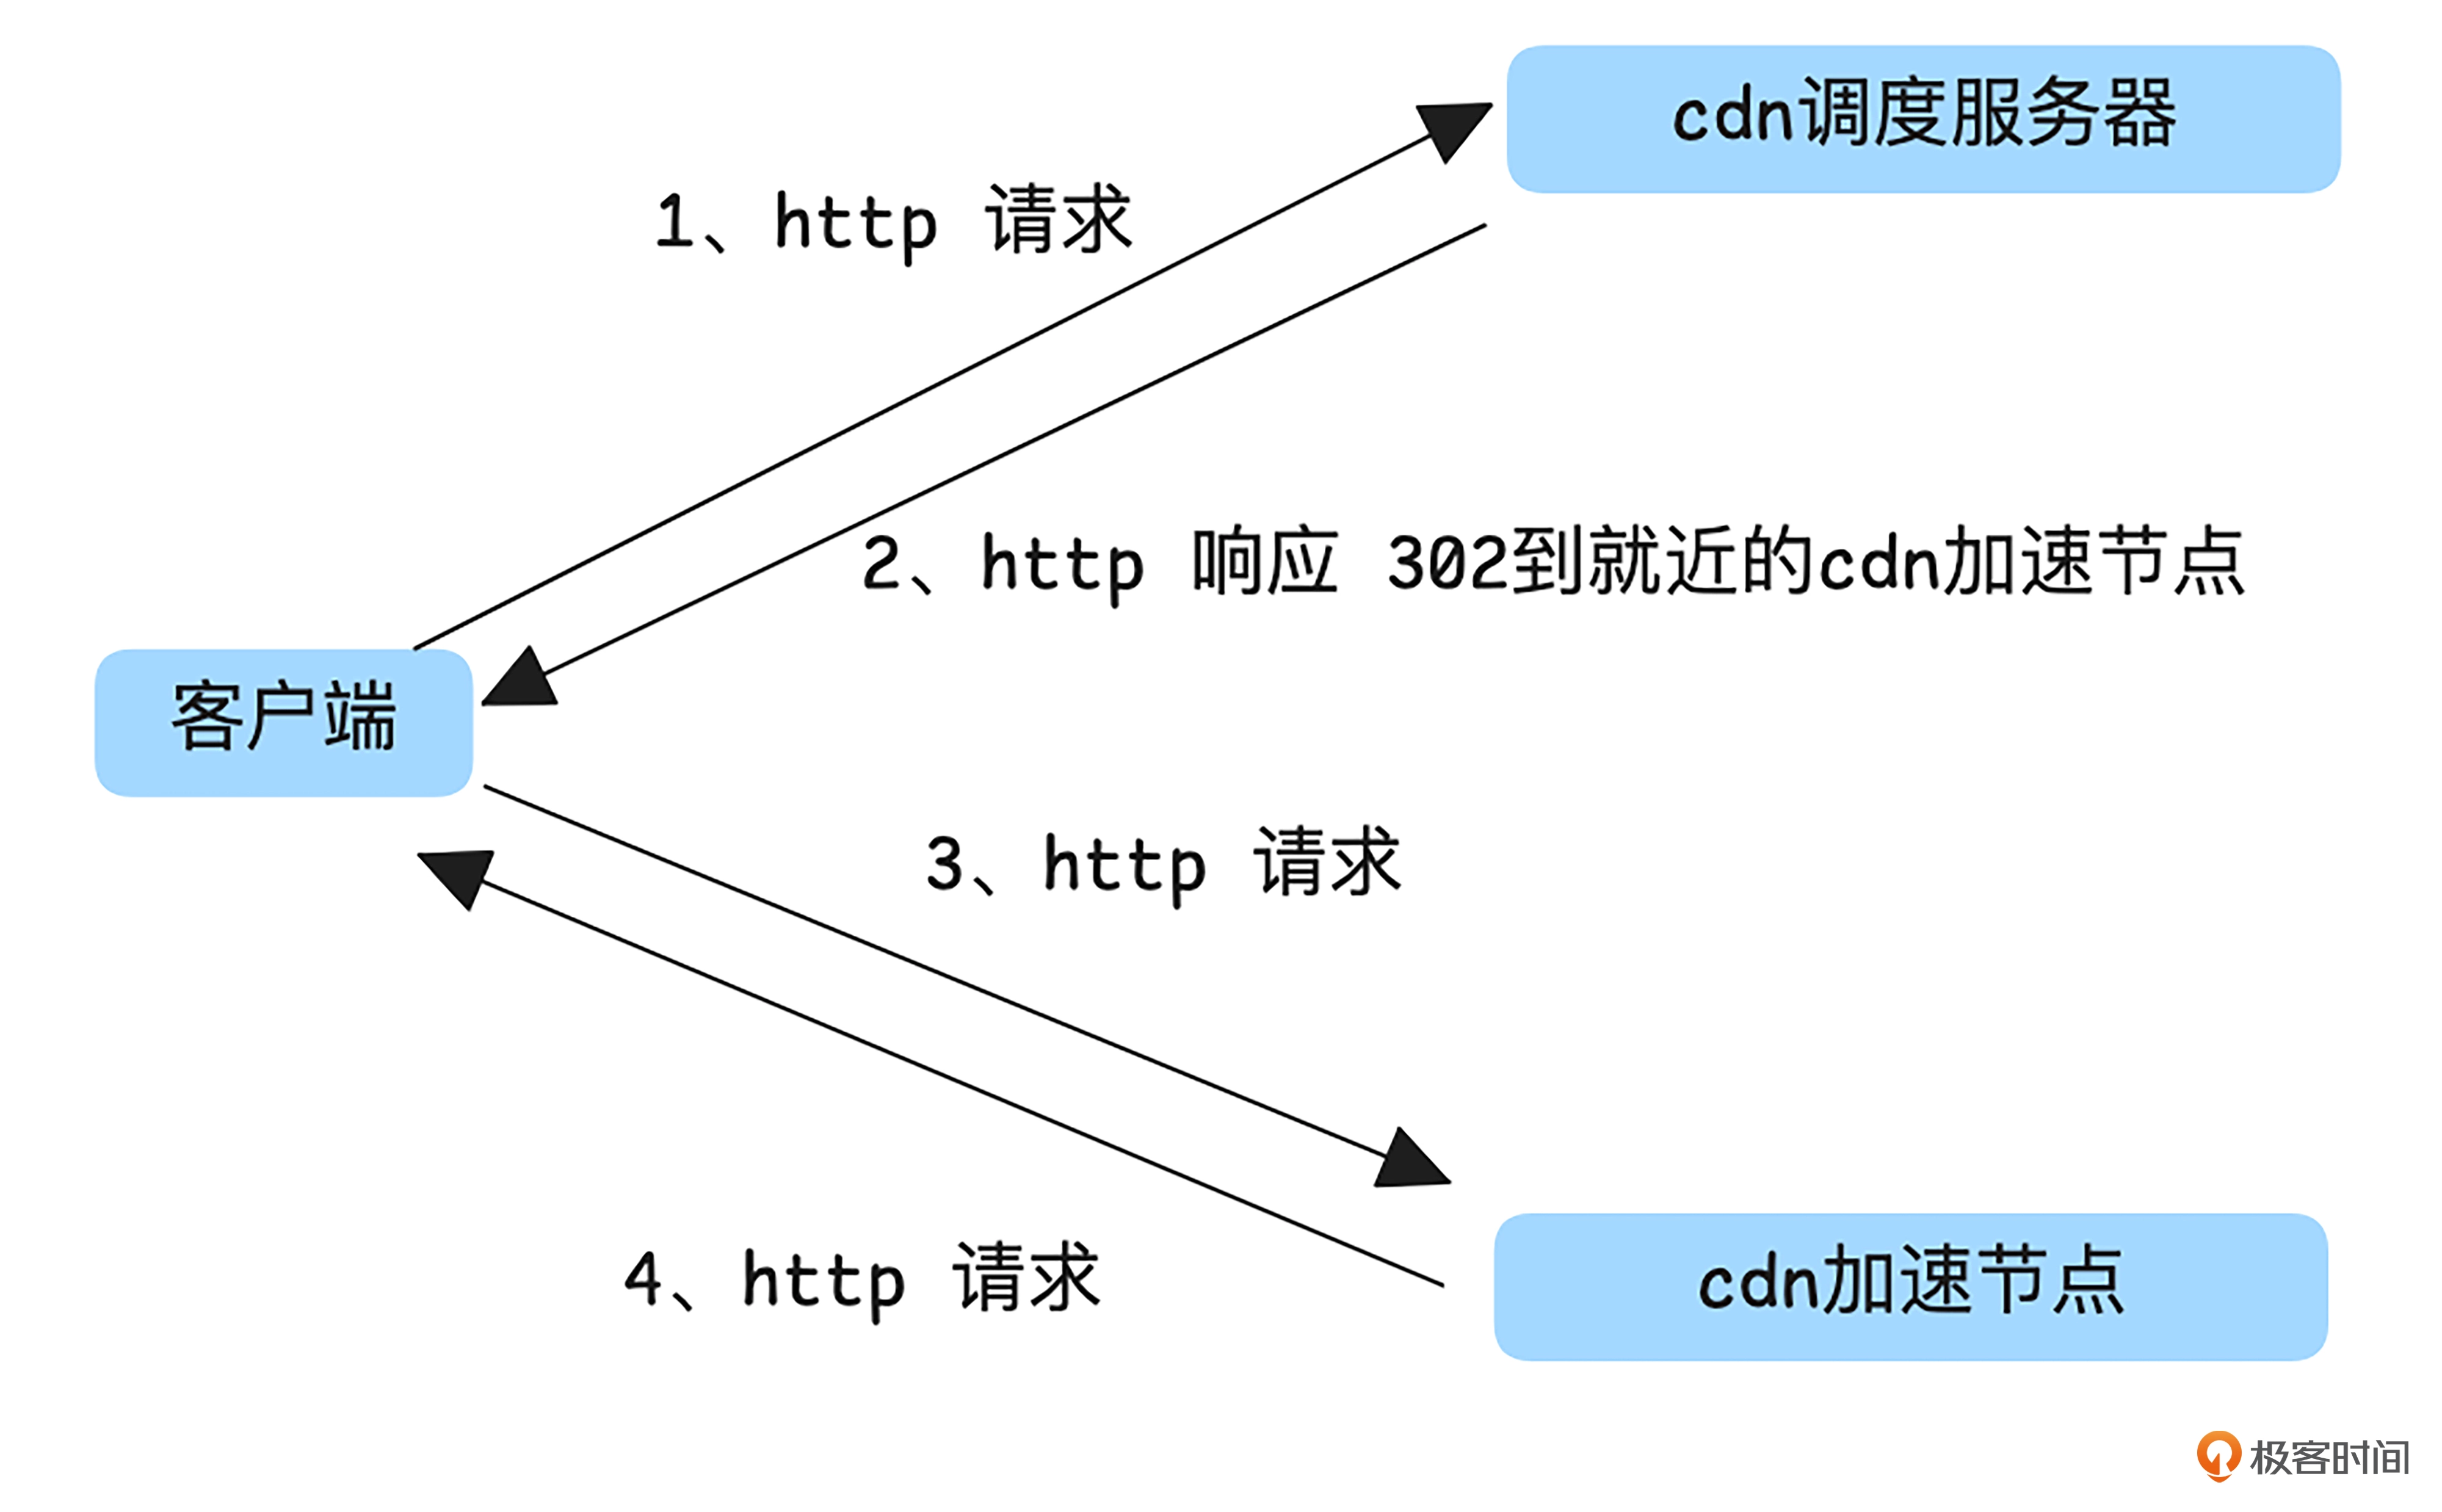 cdn调度服务器
1、http 请求
2、http 响应 302到就近的cdn加速节点
客户端
3、http 请求
4、http 请求
cdn加速节点
极客时间